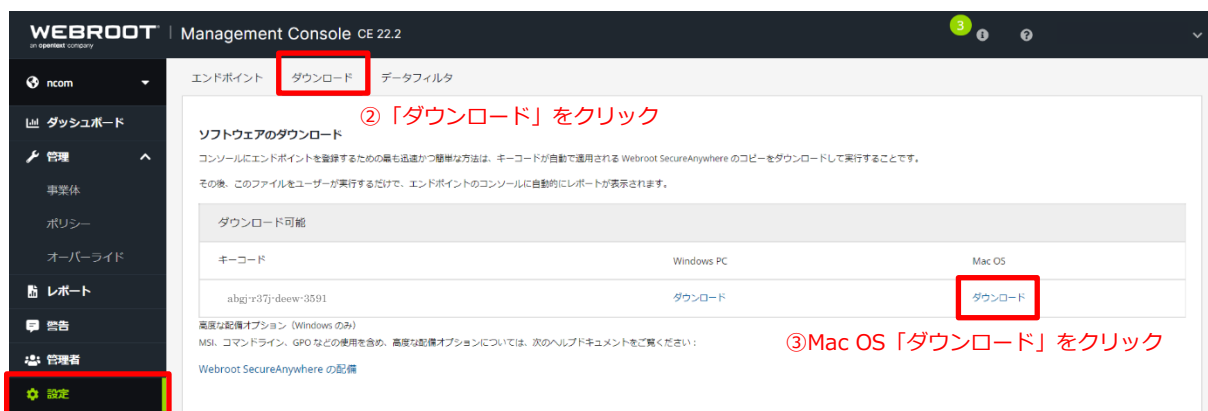 WEBROOT
an opentext company
Management Console CE 22.2
3
ncom
エンドポイント ダウンロード データフィルタ
②「ダウンロード」をクリック
ダッシュボード
管理
事業体
ポリシー
オーバーライド
レポート
警告
管理者
設定
ソフトウェアのダウンロード
コンソールにエンドポイントを登録するための最も迅速かつ簡単な方法は、キーコードが自動で適用される Webroot SecureAnywhere のコピーをダウンロードして実行することです。
その後、このファイルをユーザーが実行するだけで、エンドポイントのコンソールに自動的にレポートが表示されます。
ダウンロード可能
キーコード Windows PC Mac OS
abgj-r37j-deew-3591 ダウンロード ダウンロード
高度な配備オプション（Windows のみ）
MSI、コマンドライン、GPO などの使用を含め、高度な配備オプションについては、次のヘルプドキュメントをご覧ください：
③Mac OS「ダウンロード」をクリック
Webroot SecureAnywhere の配備